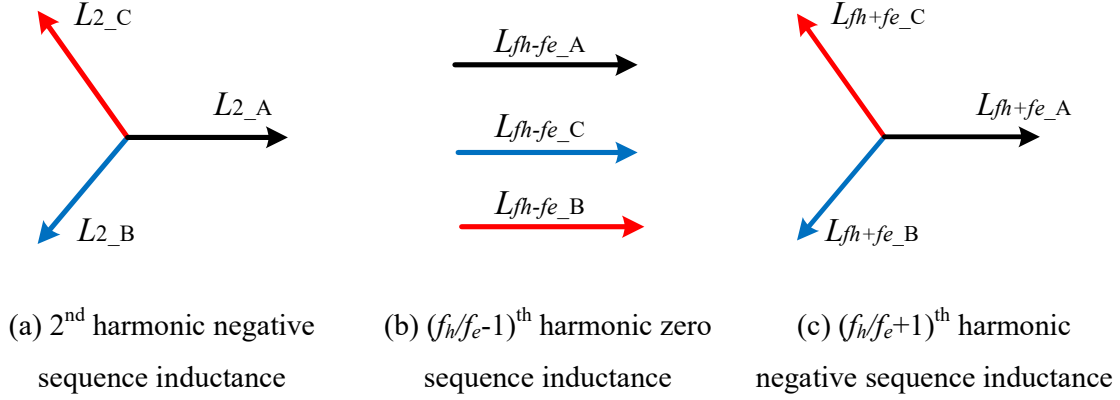 L2_C
L2_A
L2_B
Lfh-fe_A
Lfh-fe_C
Lfh-fe_B
Lfh+fe_C
Lfh+fe_A
Lfh+fe_B
(a) 2nd harmonic negative
sequence inductance
(b) (fh/fe-1)th harmonic zero
sequence inductance
(c) (fh/fe+1)th harmonic
negative sequence inductance